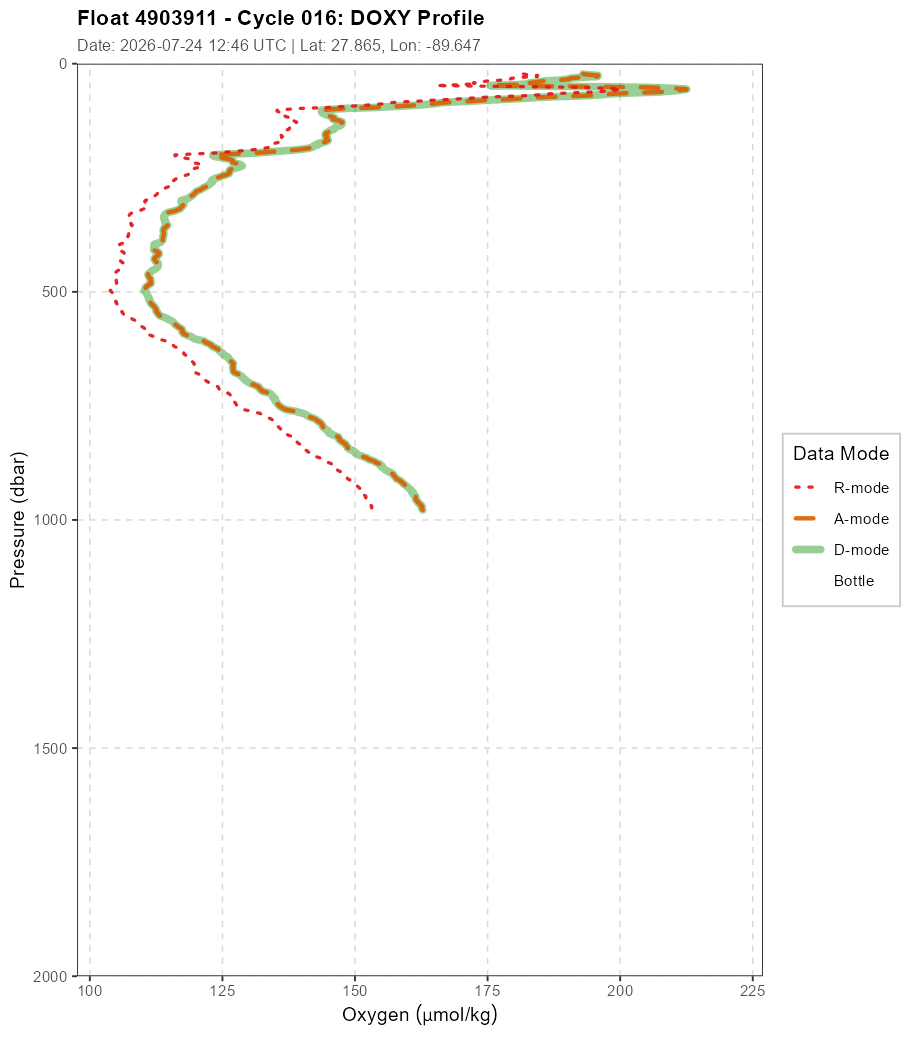 Float 4903911 - Cycle 016: DOXY Profile
Date: 2026-07-24 12:46 UTC | Lat: 27.865, Lon: -89.647
0
500
1000
1500
2000
Pressure (dbar)
100
125
150
175
200
225
Oxygen (μmol/kg)
Data Mode
R-mode
A-mode
D-mode
Bottle